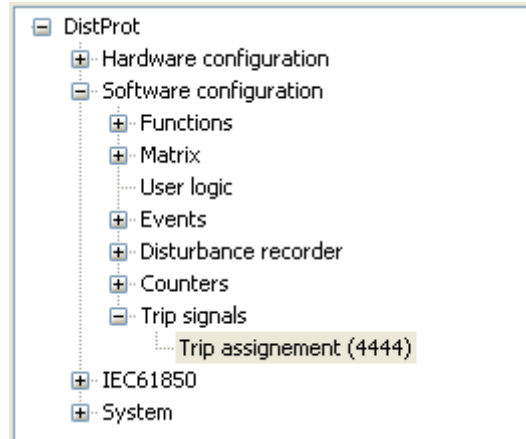 DistProt
Hardware configuration
Software configuration
Functions
Matrix
User logic
Events
Disturbance recorder
Counters
Trip signals
Trip assignement (4444)
IEC61850
System